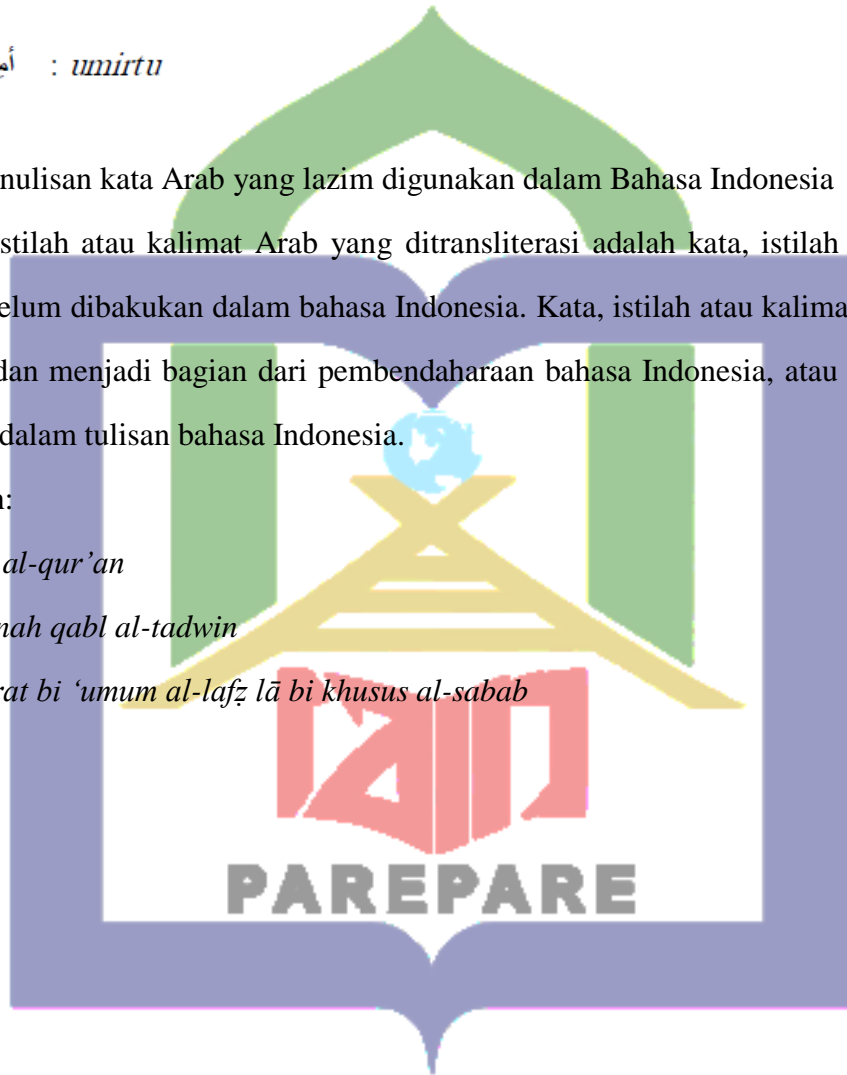 : umirtu
nulisan kata Arab yang lazim digunakan dalam Bahasa Indonesia
stilah atau kalimat Arab yang ditransliterasi adalah kata, istilah
elum dibakukan dalam bahasa Indonesia. Kata, istilah atau kalima
dan menjadi bagian dari pembendaharaan bahasa Indonesia, atau
dalam tulisan bahasa Indonesia.
n:
al-qur’an
nah qabl al-tadwin
rat bi ‘umum al-lafẓ lā bi khusus al-sabab
iain
PAREPARE